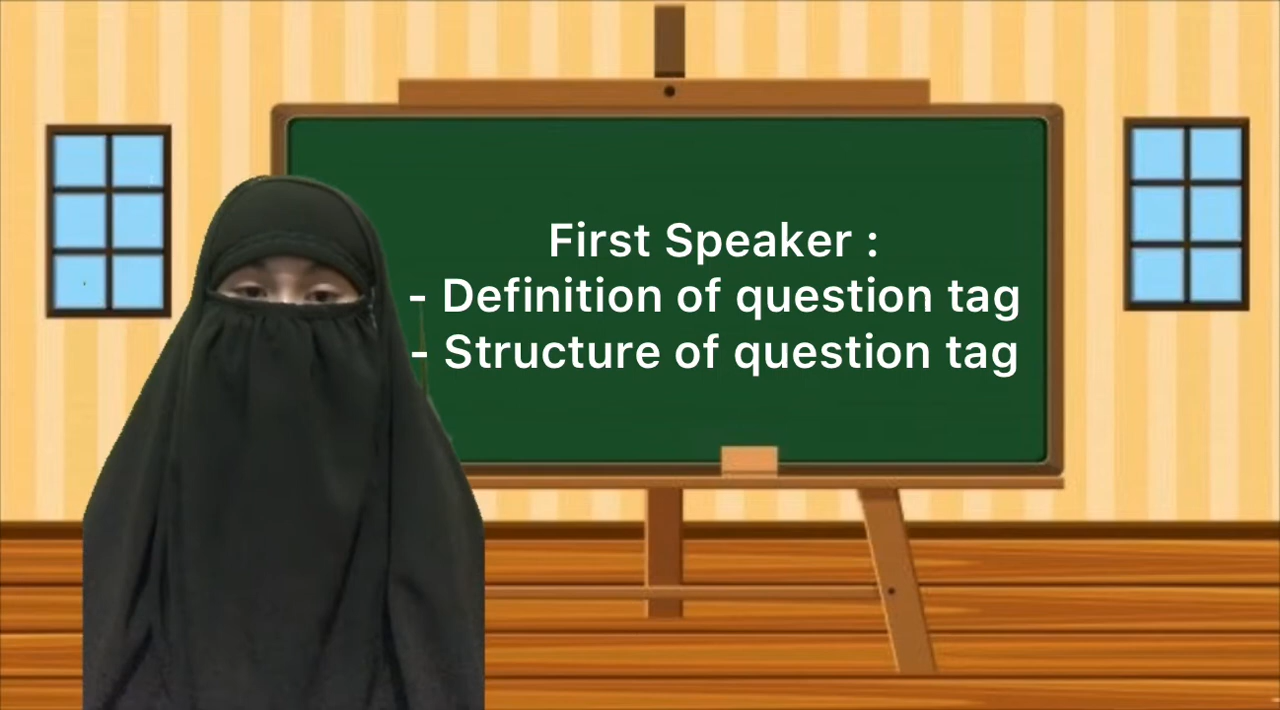 First Speaker :
- Definition of question tag
- Structure of question tag